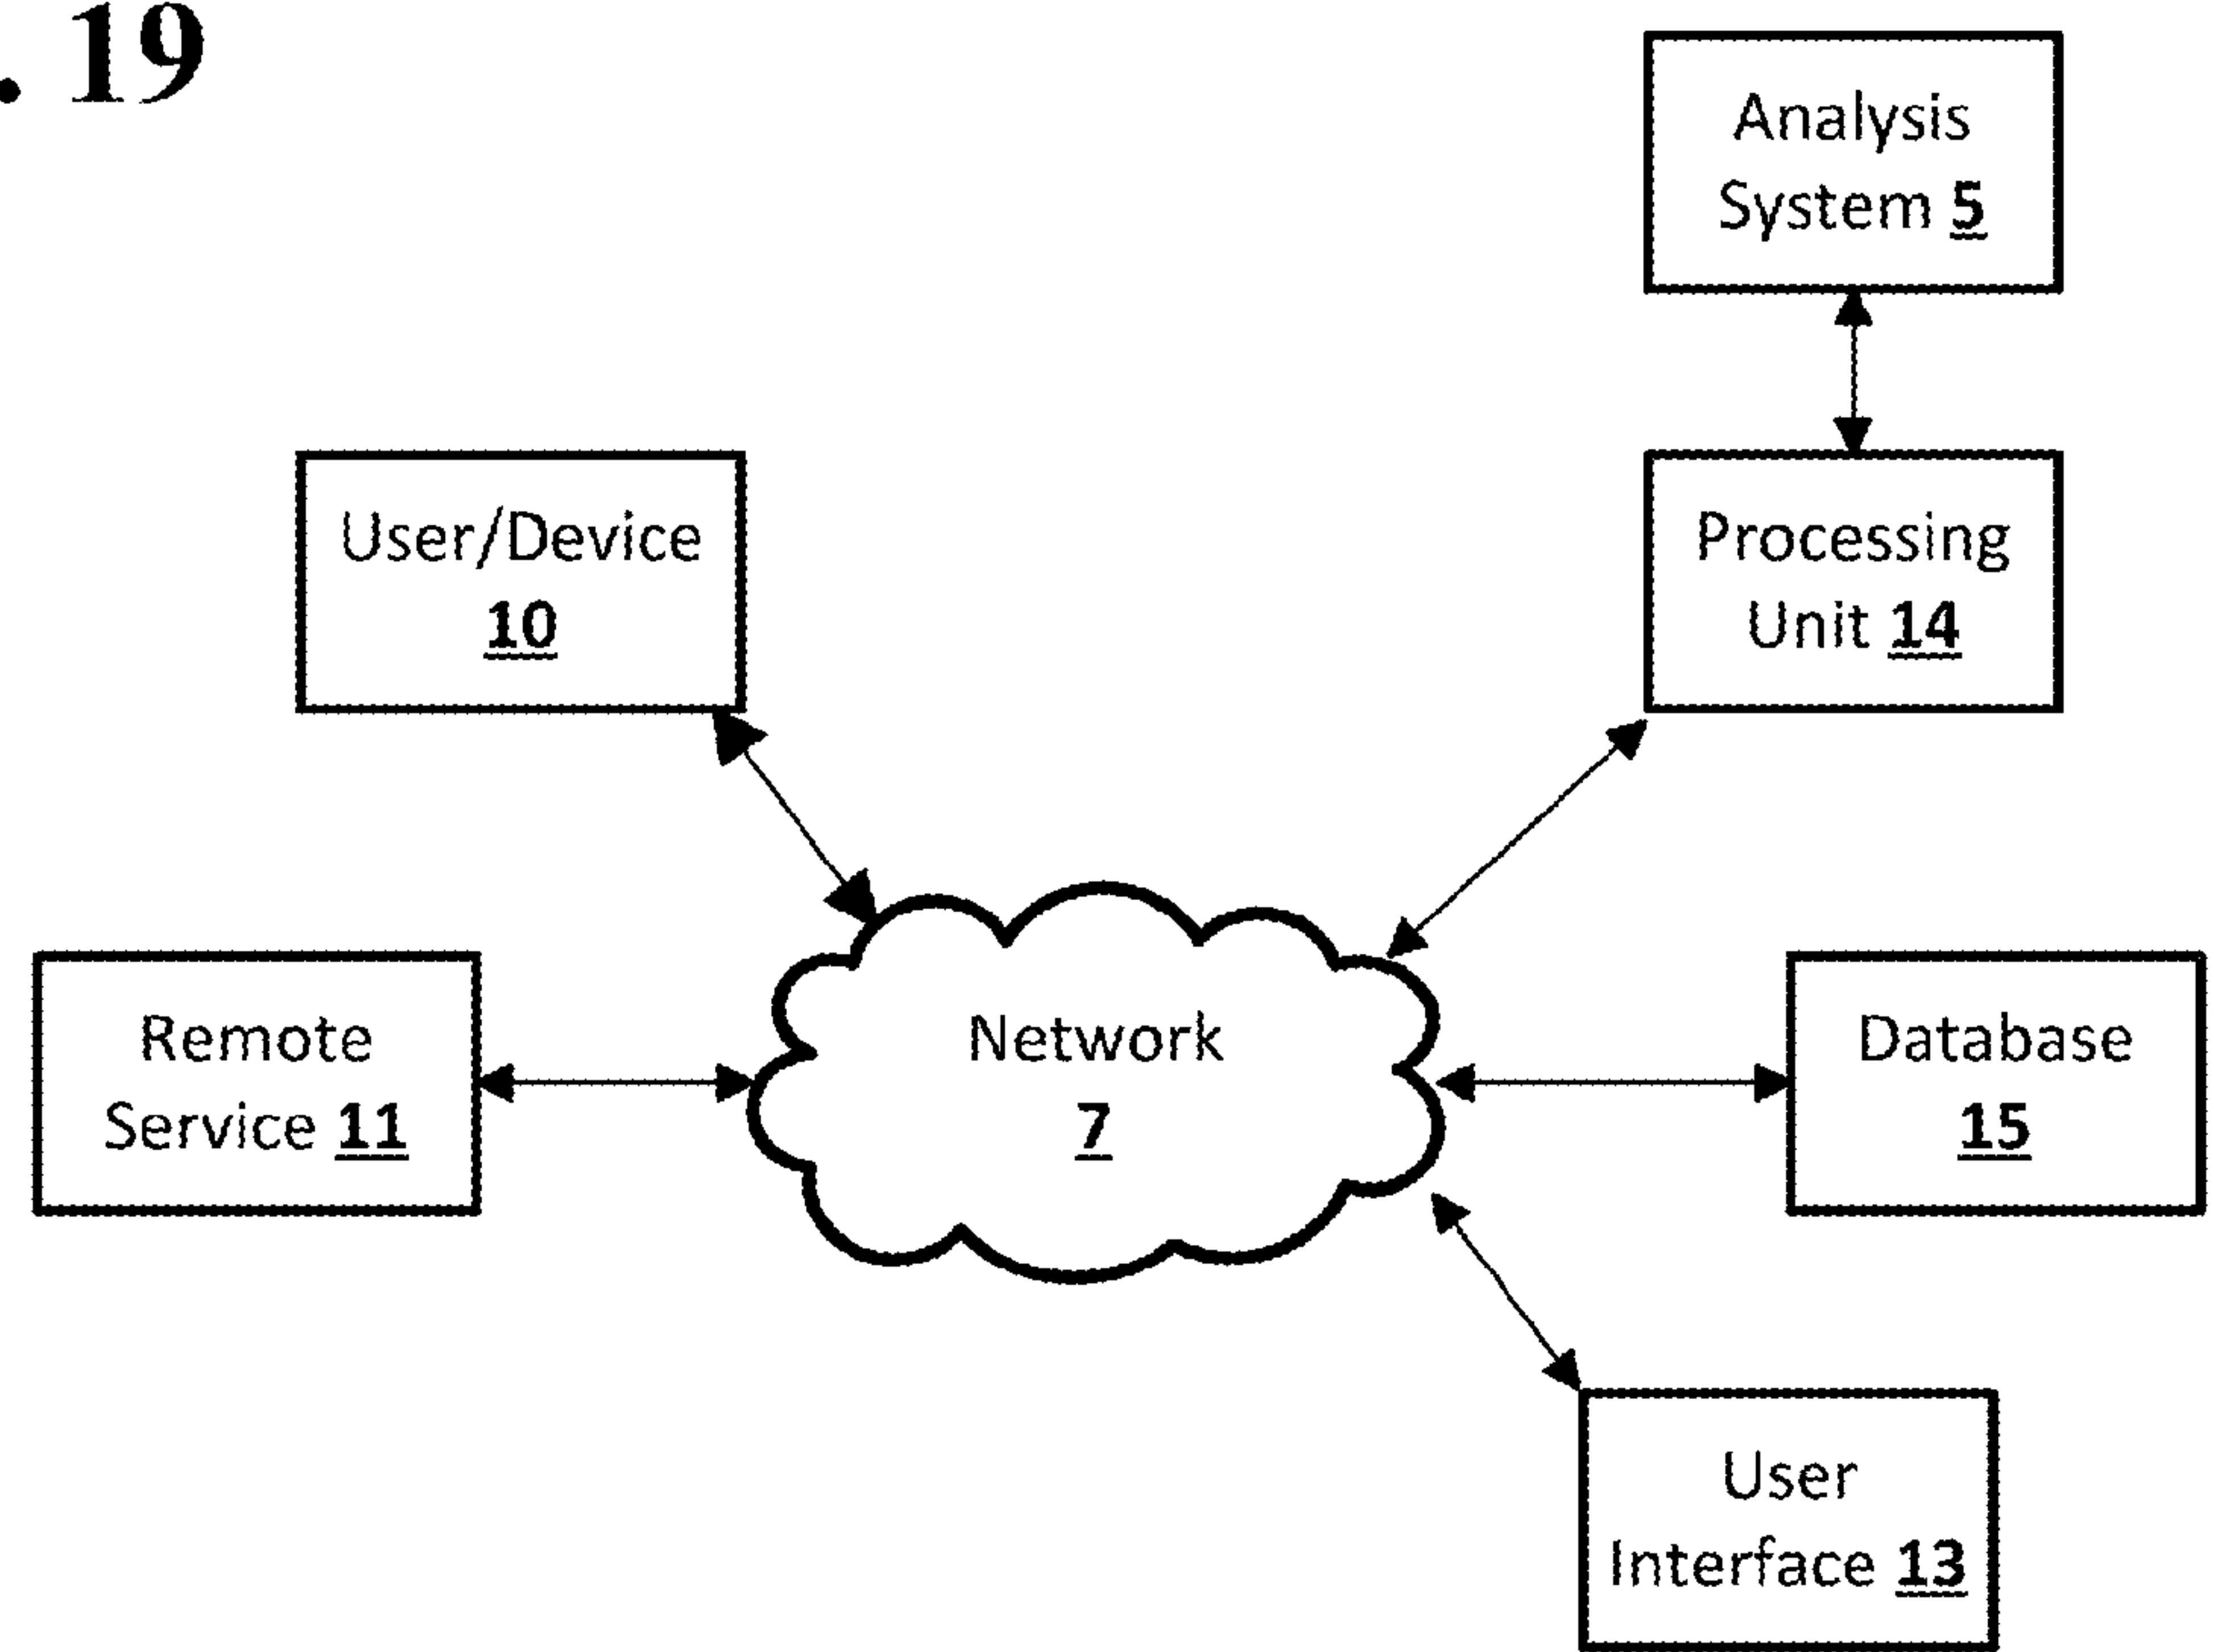 . 19
Analysis
System 5
User/Device
10
Processing
Unit 14
Remote
Service 11
Network
7
Database
15
User
Interface 13